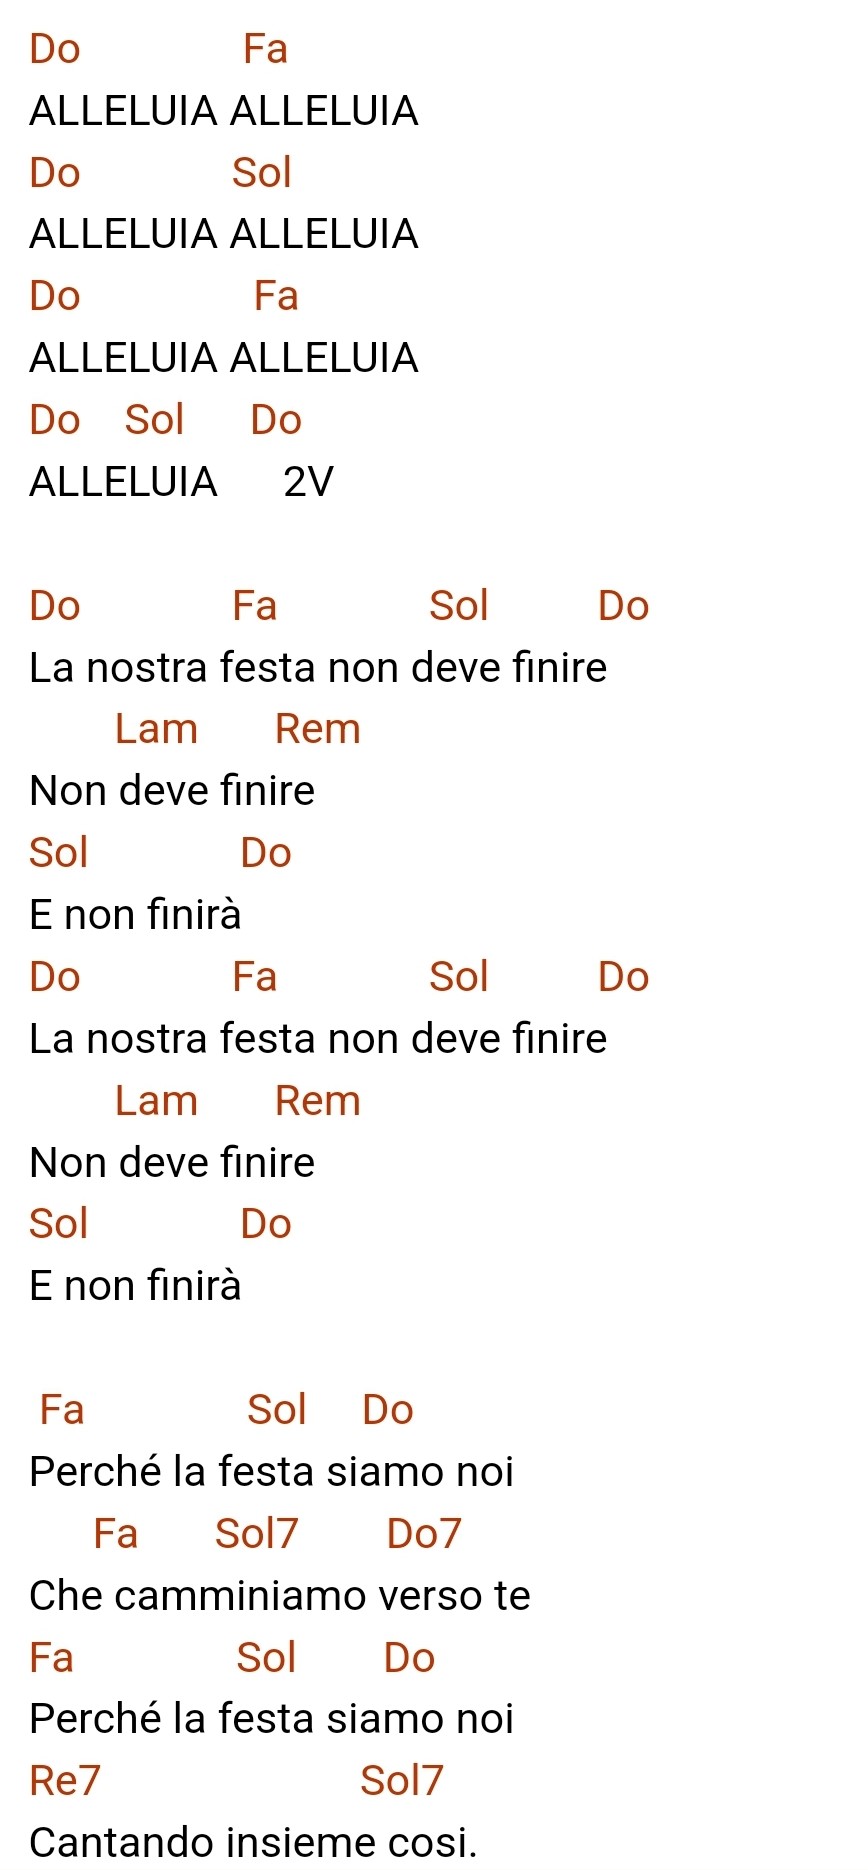 Do Fa
ALLELUIA ALLELUIA
Do Sol
ALLELUIA ALLELUIA
Do Fa
ALLELUIA ALLELUIA
Do Sol Do
ALLELUIA 2V
Do Fa Sol Do
La nostra festa non deve finire
Lam Rem
Non deve finire
Sol Do
E non finirà
Do Fa Sol Do
La nostra festa non deve finire
Lam Rem
Non deve finire
Sol Do
E non finirà
Fa Sol Do
Perché la festa siamo noi
Fa Sol7 Do7
Che camminiamo verso te
Fa Sol Do
Perché la festa siamo noi
Re7 Sol7
Cantando insieme cosi.